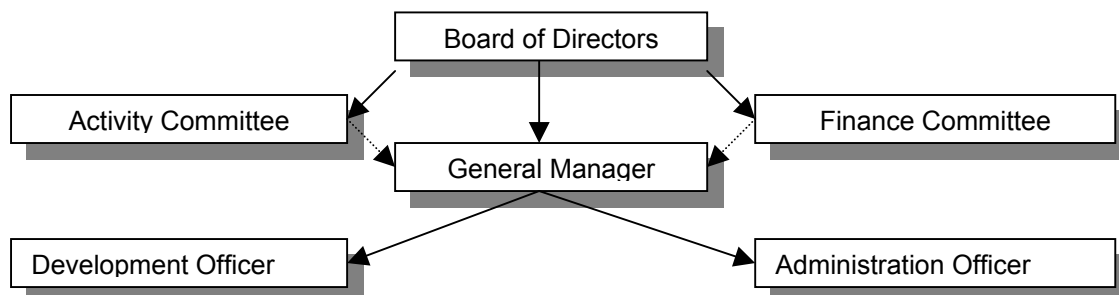 Board of Directors
Activity Committee
Finance Committee
General Manager
Development Officer
Administration Officer